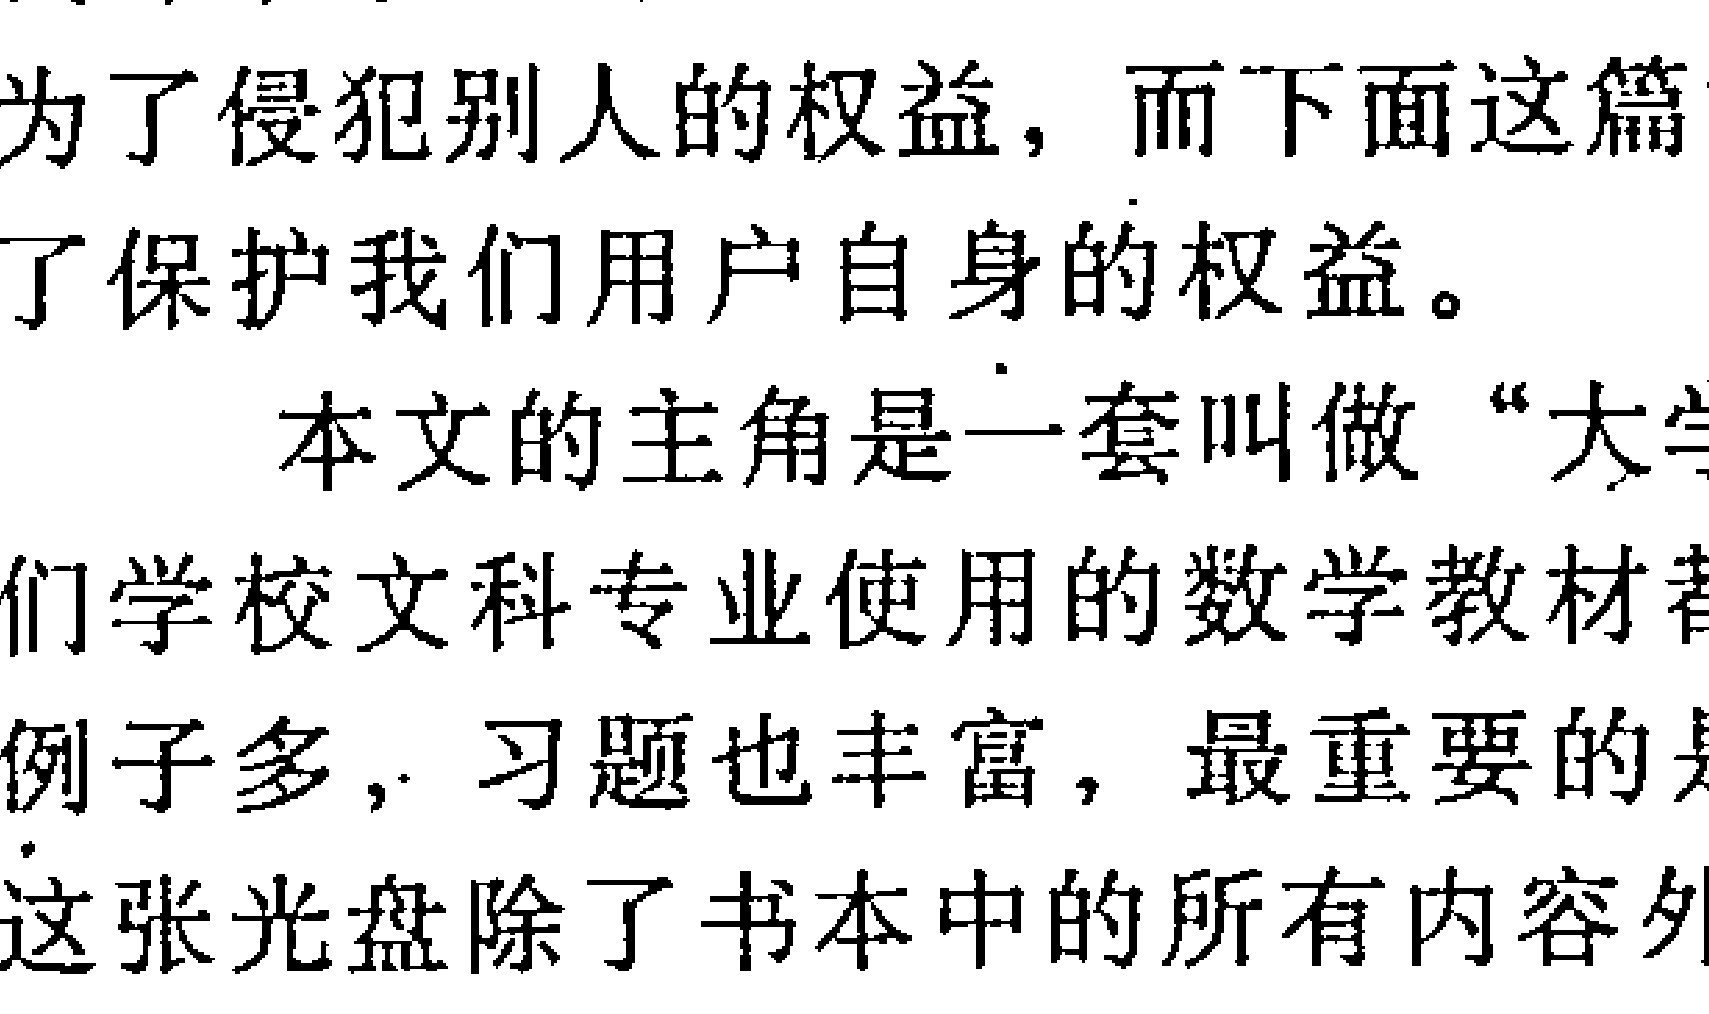 为了侵犯别人的权益，而下面这篇
了保护我们用户自身的权益。
本文的主角是一套叫做“大学
们学校文科专业使用的数学教材都
例子多，习题也丰富，最重要的是
这张光盘除了书本中的所有内容外